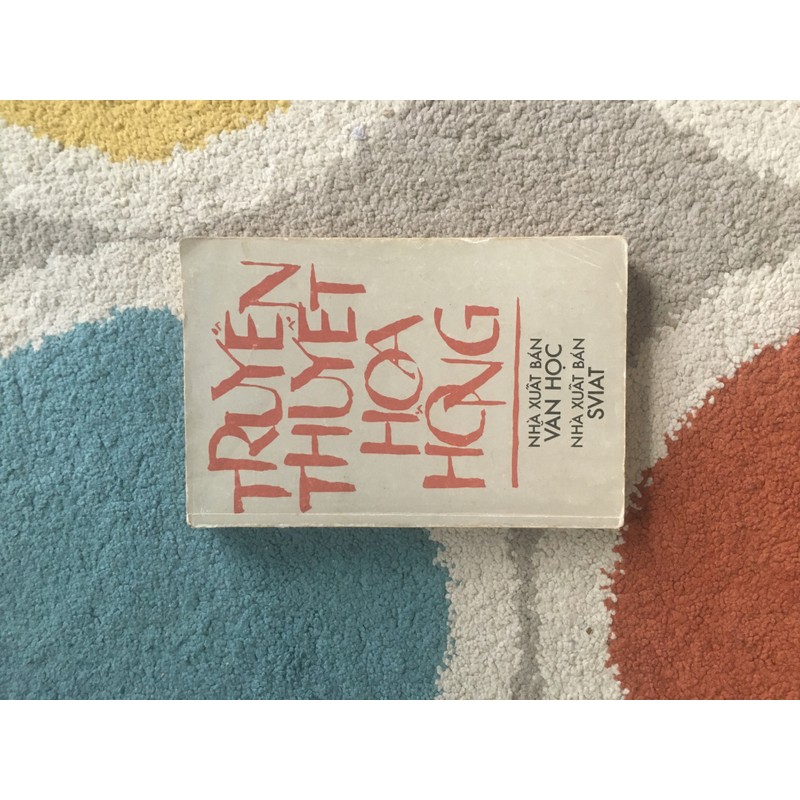 TRUYỀN
THUYẾT
HOA
HỒNG
NHÀ XUẤT BẢN
VĂN HỌC
NHÀ XUẤT BẢN
SVIAT